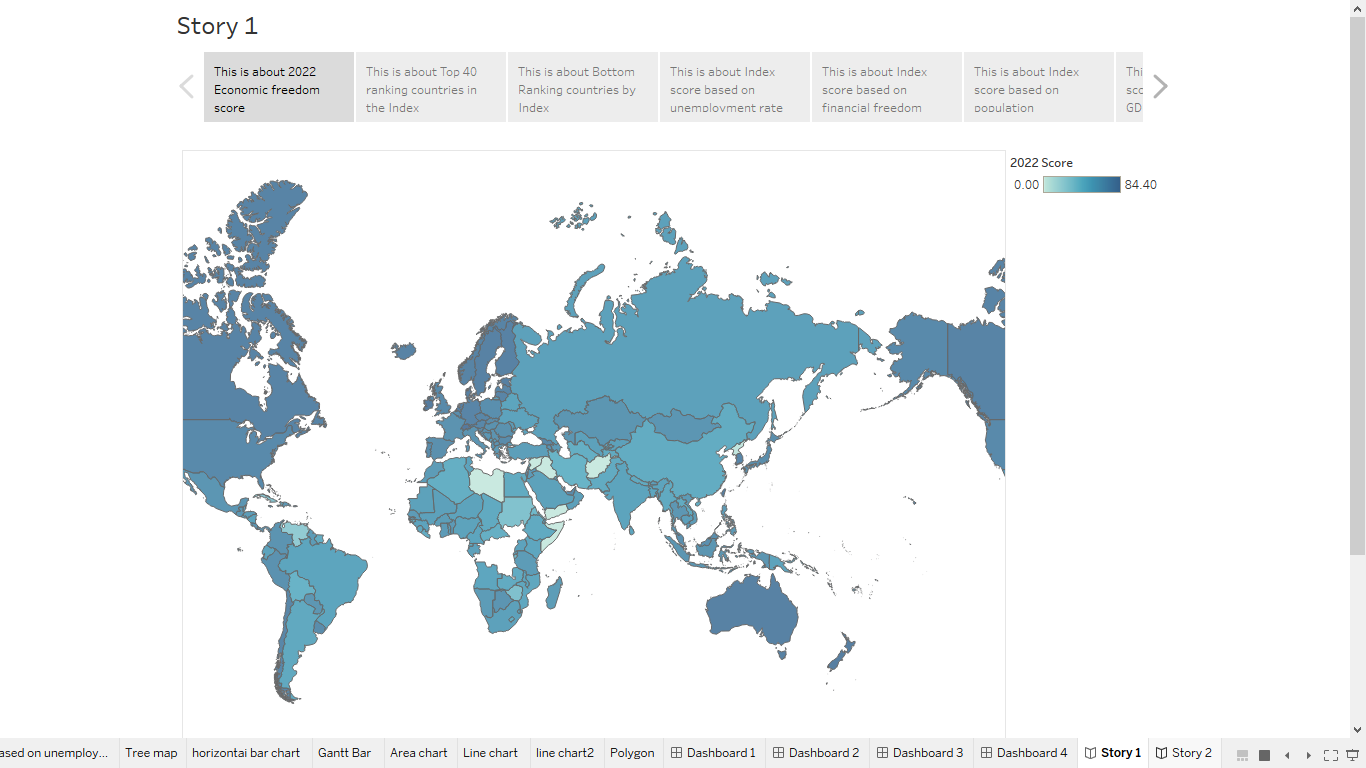 Story 1
This is about 2022
Economic freedom
score
This is about Top 40
ranking countries in
the Index
This is about Bottom
Ranking countries by
Index
This is about Index
score based on
unemployment rate
This is about Index
score based on
financial freedom
This is about Index
score based on
population
Thi
sco
GD
2022 Score
0.00 84.40
ased on unemploy... Tree map horizontai bar chart Gantt Bar Area chart Line chart line chart2 Polygon Dashboard 1 Dashboard 2 Dashboard 3 Dashboard 4 Story 1 Story 2